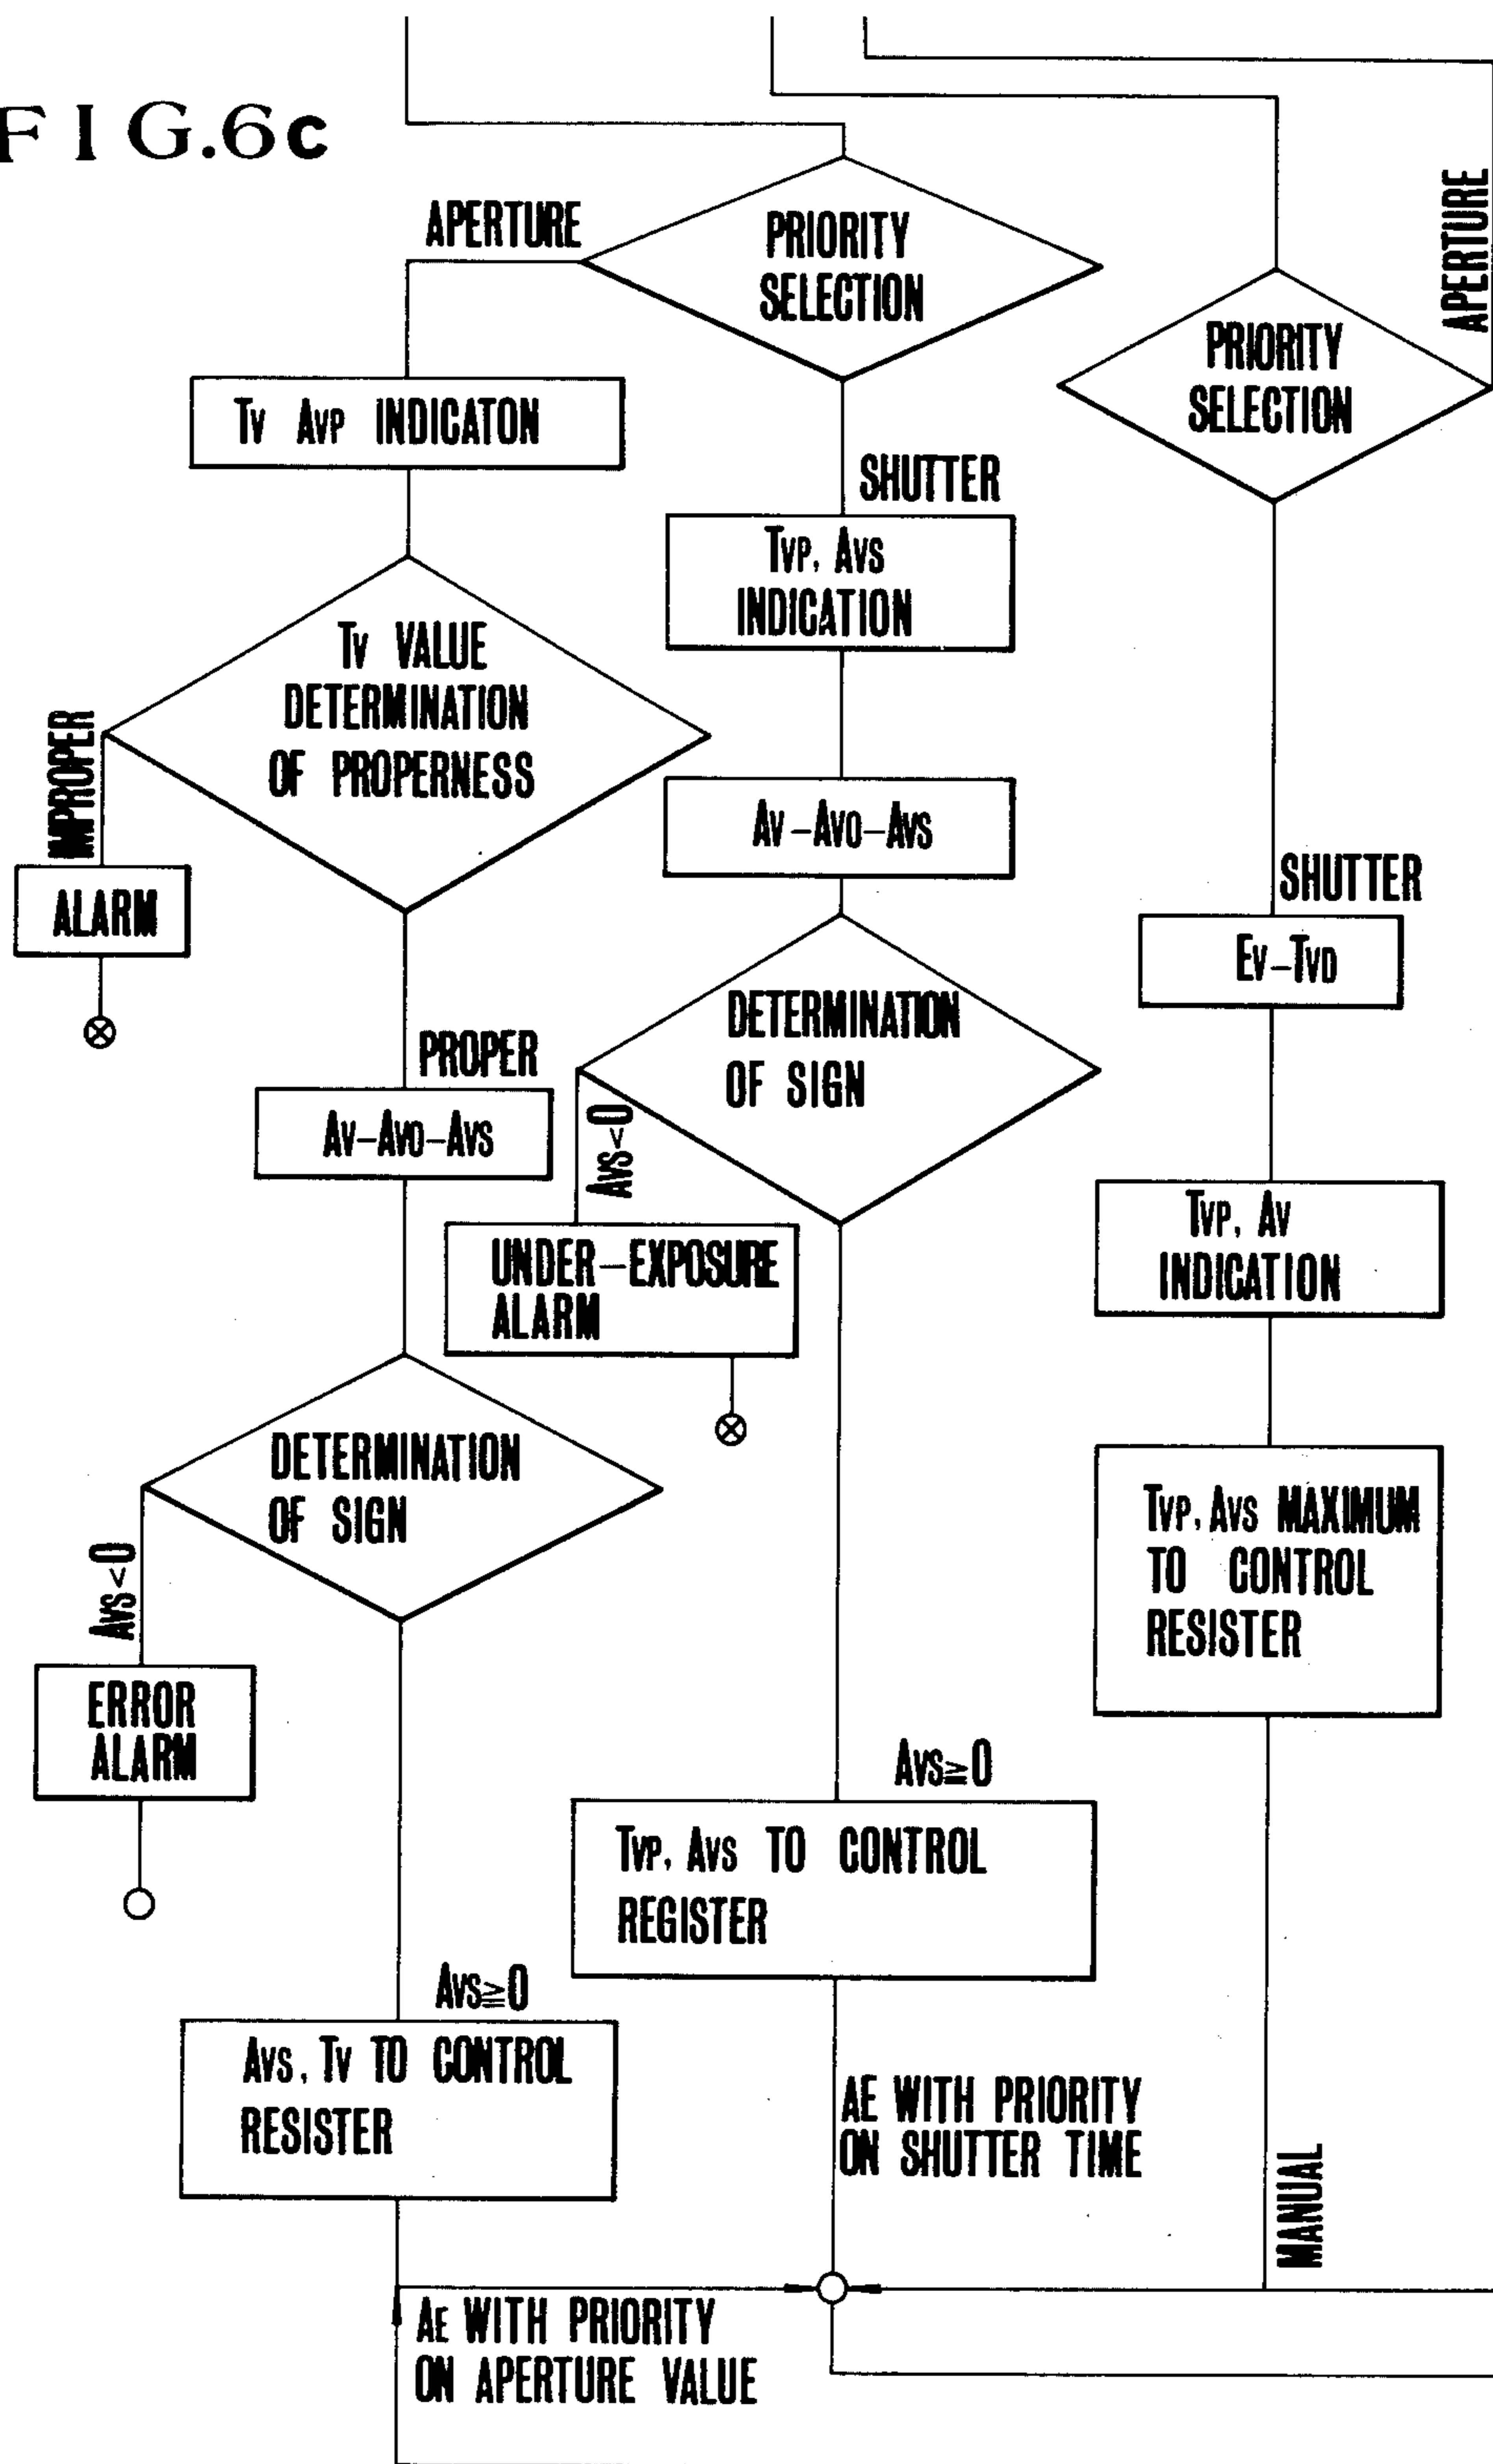 FIG.6c
APERTURE
PRIORITY
SELECTION
APERTURE
PRIORITY
SELECTION
Tv Avp INDICATON
SHUTTER
Tvp, Avs
INDICATION
Tv VALUE
DETERMINATION
OF PROPERNESS
IMPROPER
ALARM
Av-Avo-Avs
SHUTTER
Ev-Tvd
DETERMINATION
OF SIGN
PROPER
Av-Avo-Avs
Avs<0
UNDER-EXPOSURE
ALARM
Tvp, Av
INDICATION
DETERMINATION
OF SIGN
Tvp, Avs MAXIMUM
TO CONTROL
RESISTER
Avs<0
ERROR
ALARM
Avs≧0
Tvp, Avs TO CONTROL
REGISTER
Avs≧0
Avs, Tv TO CONTROL
RESISTER
AE WITH PRIORITY
ON SHUTTER TIME
MANUAL
AE WITH PRIORITY
ON APERTURE VALUE